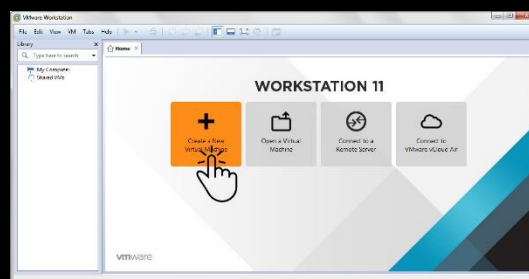 VMware Workstation
File Edit View VM Tabs Help
Library
Type here to search
My Computer
Shared VMs
Home
WORKSTATION 11
Create a New
Virtual Machine
Open a Virtual
Machine
Connect to a
Remote Server
Connect to
VMware vCloud Air
vmware